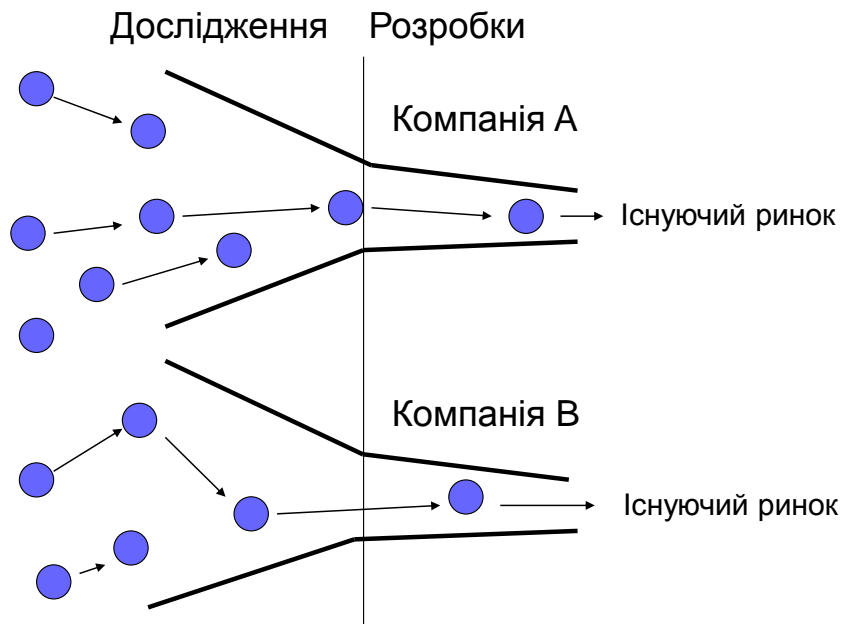 Дослідження Розробки
Компанія А
Існуючий ринок
Компанія В
Існуючий ринок